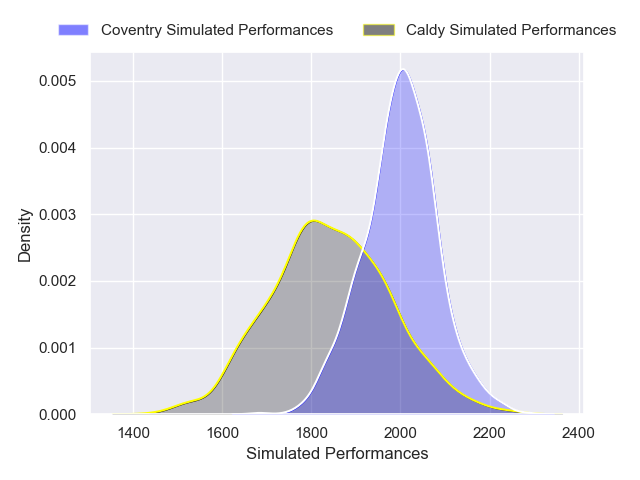 Coventry Simulated Performances Caldy Simulated Performances
0.005
0.004
0.003
0.002
0.001
0.000
Density
1400 1600 1800 2000 2200 2400
Simulated Performances